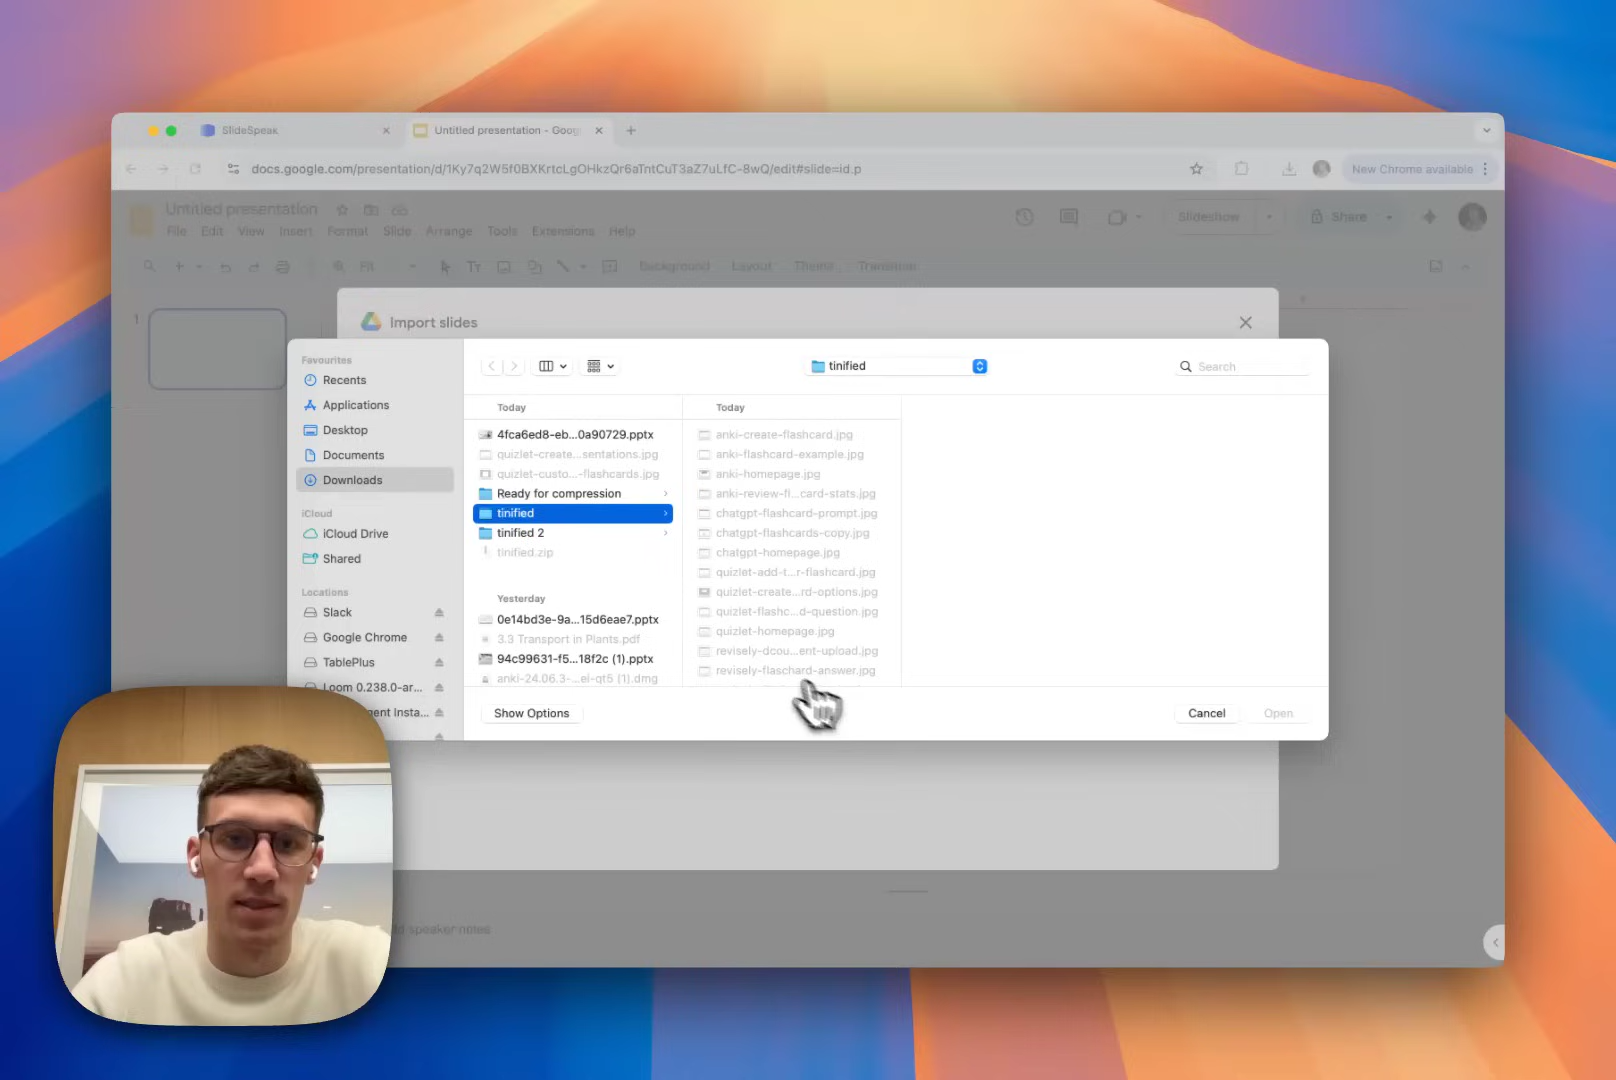 SlideSpeak
Untitled presentation - Goog
docs.google.com/presentation/d/1Ky7q2W5f0BXKrtcLgOHkzQr6aTntCuT3aZ7uLfC-8wQ/edit#slide=id.p
New Chrome available
Untitled presentation
File Edit View Insert Format Slide Arrange Tools Extensions Help
Slideshow
Share
Fit
Background Layout Theme Transition
1
Import slides
Favourites
Recents
Applications
Desktop
Documents
Downloads
iCloud
iCloud Drive
Shared
Locations
Slack
Google Chrome
TablePlus
Loom 0.238.0-ar...
gent Insta...
tinified
Search
Today
4fca6ed8-eb...0a90729.pptx
quizlet-create...sentations.jpg
quizlet-custo...-flashcards.jpg
Ready for compression
tinified
tinified 2
tinified.zip
Yesterday
0e14bd3e-9a...15d6eae7.pptx
3.3 Transport in Plants.pdf
94c99631-f5...18f2c (1).pptx
anki-24.06.3-...ei-qt5 (1).dmg
Today
anki-create-flashcard.jpg
anki-flashcard-example.jpg
anki-homepage.jpg
anki-review-fl...card-stats.jpg
chatgpt-flashcard-prompt.jpg
chatgpt-flashcards-copy.jpg
chatgpt-homepage.jpg
quizlet-add-t...r-flashcard.jpg
quizlet-create...rd-options.jpg
quizlet-flashc...d-question.jpg
quizlet-homepage.jpg
revisely-dcou...ent-upload.jpg
revisely-flaschard-answer.jpg
Show Options
Cancel
Open
speaker notes